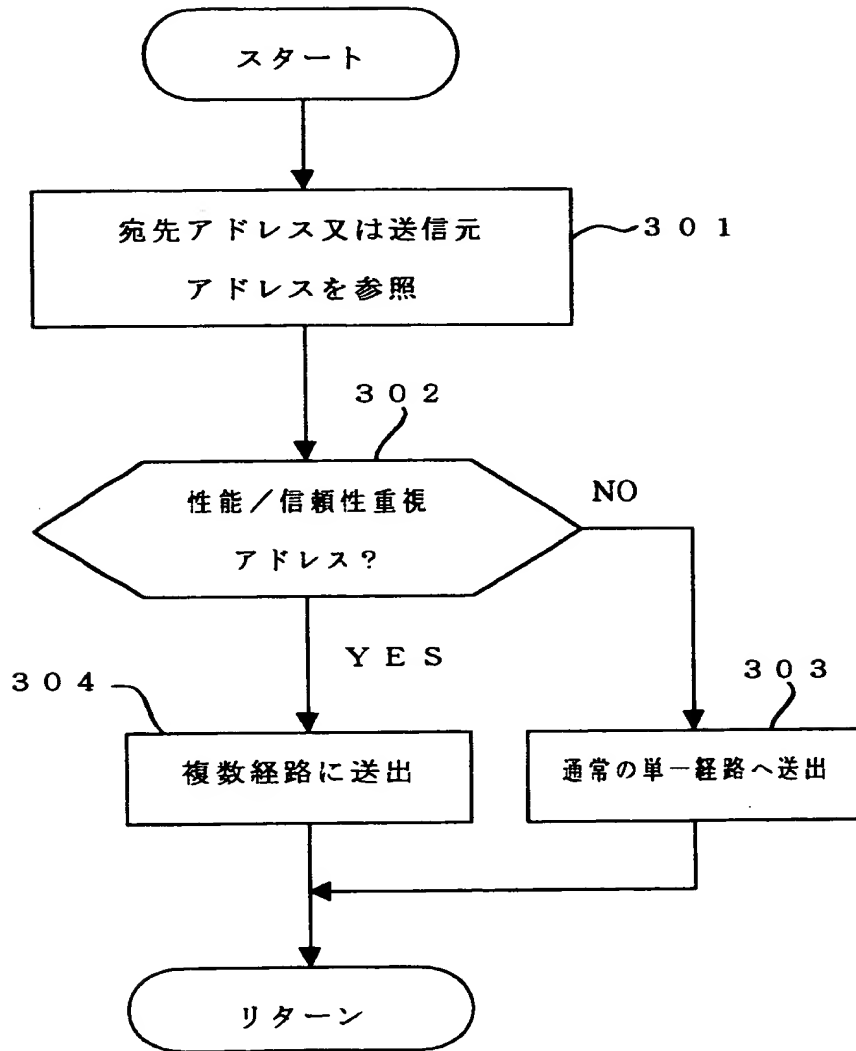 スタート
宛先アドレス又は送信元
アドレスを参照
301
302
性能／信頼性重視
アドレス？
NO
YES
304
複数経路に送出
303
通常の単一経路へ送出
リターン